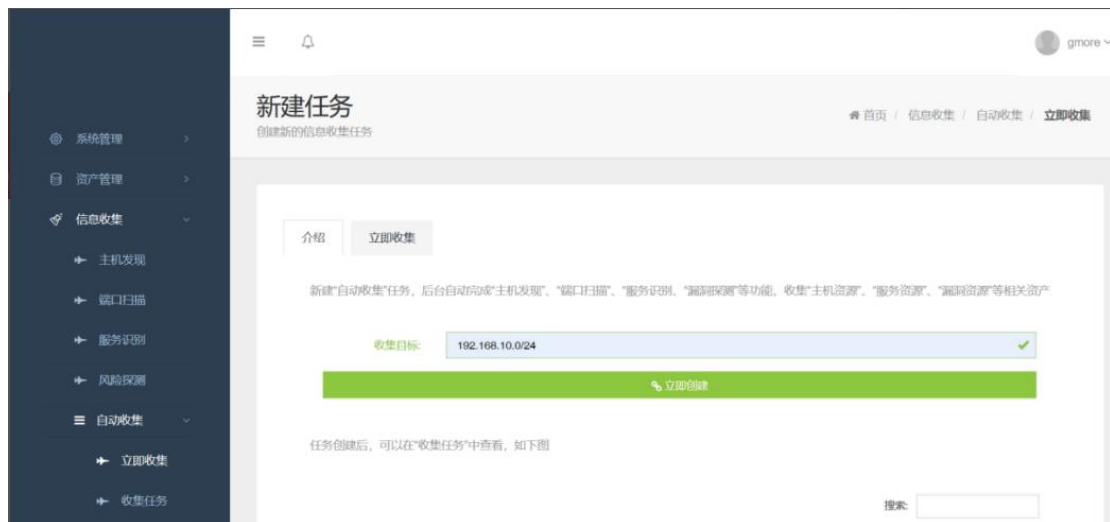 gmore
新建任务
创建新的信息收集任务
首页 / 信息收集 / 自动收集 / 立即收集
系统管理
资产管理
信息收集
主机发现
端口扫描
服务识别
风险探测
自动收集
立即收集
收集任务
介绍 立即收集
新建“自动收集”任务，后台自动完成“主机发现”、“端口扫描”、“服务识别、“漏洞探测”等功能，收集“主机资源”、“服务资源”、“漏洞资源”等相关资产
收集目标: 192.168.10.0/24
立即创建
任务创建后，可以在“收集任务”中查看，如下图
搜索: